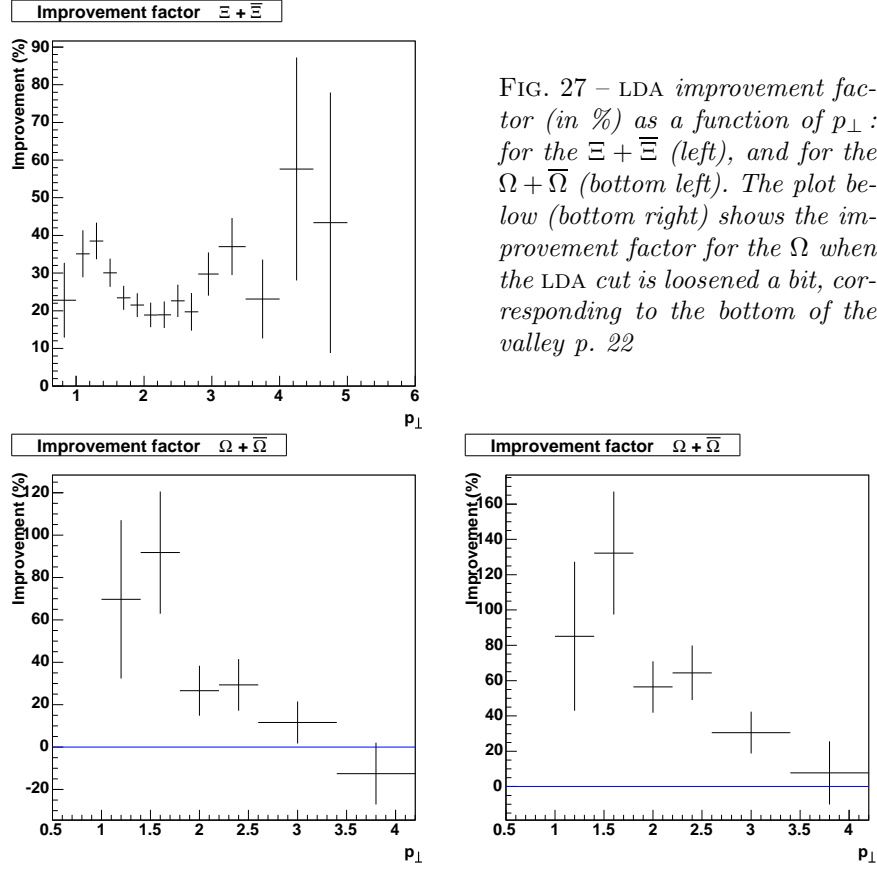 Improvement factor Ξ + Ξ̅
Improvement (%)
90
80
70
60
50
40
30
20
10
0
1 2 3 4 5 6
p⊥
FIG. 27 – LDA improvement fac-
tor (in %) as a function of p⊥ :
for the Ξ + Ξ̅ (left), and for the
Ω + Ω̅ (bottom left). The plot be-
low (bottom right) shows the im-
provement factor for the Ω when
the LDA cut is loosened a bit, cor-
responding to the bottom of the
valley p. 22
Improvement factor Ω + Ω̅
Improvement (%)
120
100
80
60
40
20
0
-20
0.5 1 1.5 2 2.5 3 3.5 4
p⊥
Improvement factor Ω + Ω̅
Improvement (%)
160
140
120
100
80
60
40
20
0
0.5 1 1.5 2 2.5 3 3.5 4
p⊥